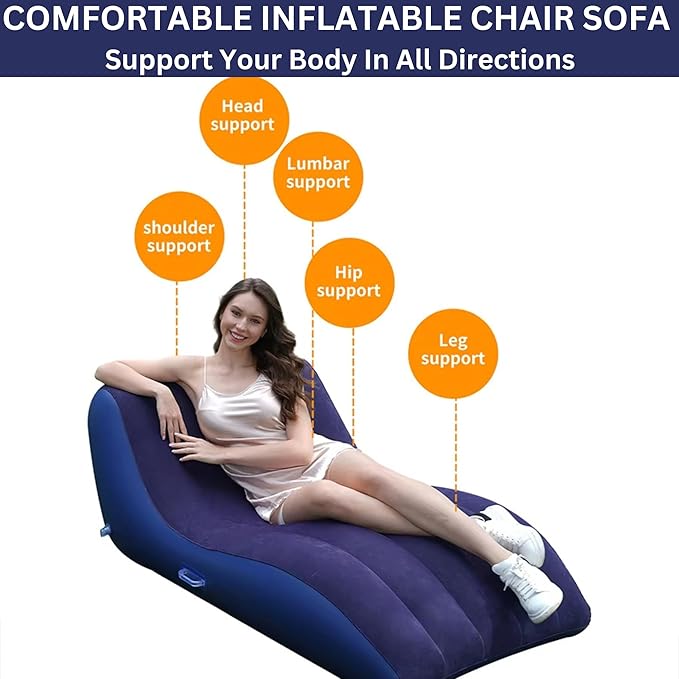 COMFORTABLE INFLATABLE CHAIR SOFA
Support Your Body In All Directions
Head
support
Lumbar
support
shoulder
support
Hip
support
Leg
support